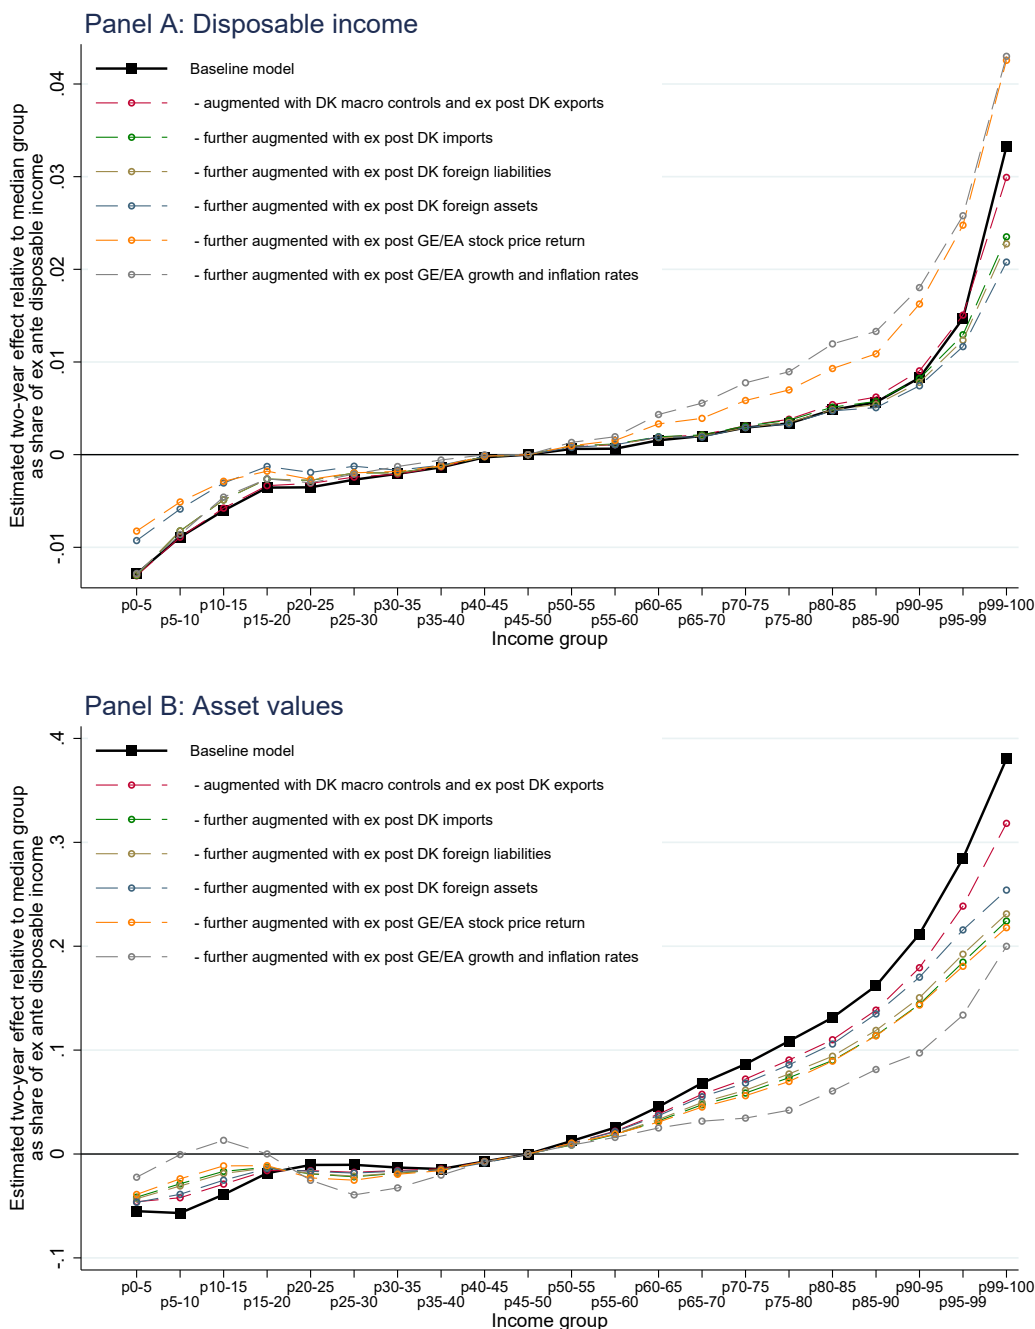 Panel A: Disposable income
Estimated two-year effect relative to median group
as share of ex ante disposable income
.04
.03
.02
.01
0
-.01
Baseline model
- augmented with DK macro controls and ex post DK exports
- further augmented with ex post DK imports
- further augmented with ex post DK foreign liabilities
- further augmented with ex post DK foreign assets
- further augmented with ex post GE/EA stock price return
- further augmented with ex post GE/EA growth and inflation rates
p0-5 p10-15 p20-25 p30-35 p40-45 p50-55 p60-65 p70-75 p80-85 p90-95 p99-100
p5-10 p15-20 p25-30 p35-40 p45-50 p55-60 p65-70 p75-80 p85-90 p95-99
Income group
Panel B: Asset values
Estimated two-year effect relative to median group
as share of ex ante disposable income
.4
.3
.2
.1
0
-.1
Baseline model
- augmented with DK macro controls and ex post DK exports
- further augmented with ex post DK imports
- further augmented with ex post DK foreign liabilities
- further augmented with ex post DK foreign assets
- further augmented with ex post GE/EA stock price return
- further augmented with ex post GE/EA growth and inflation rates
p0-5 p10-15 p20-25 p30-35 p40-45 p50-55 p60-65 p70-75 p80-85 p90-95 p99-100
p5-10 p15-20 p25-30 p35-40 p45-50 p55-60 p65-70 p75-80 p85-90 p95-99
Income group